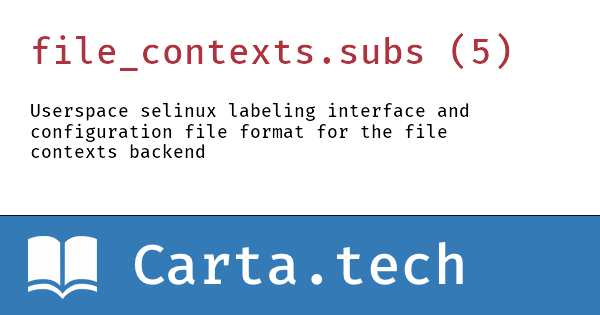 file_contexts.subs (5)
Userspace selinux labeling interface and
configuration file format for the file
contexts backend
Carta.tech